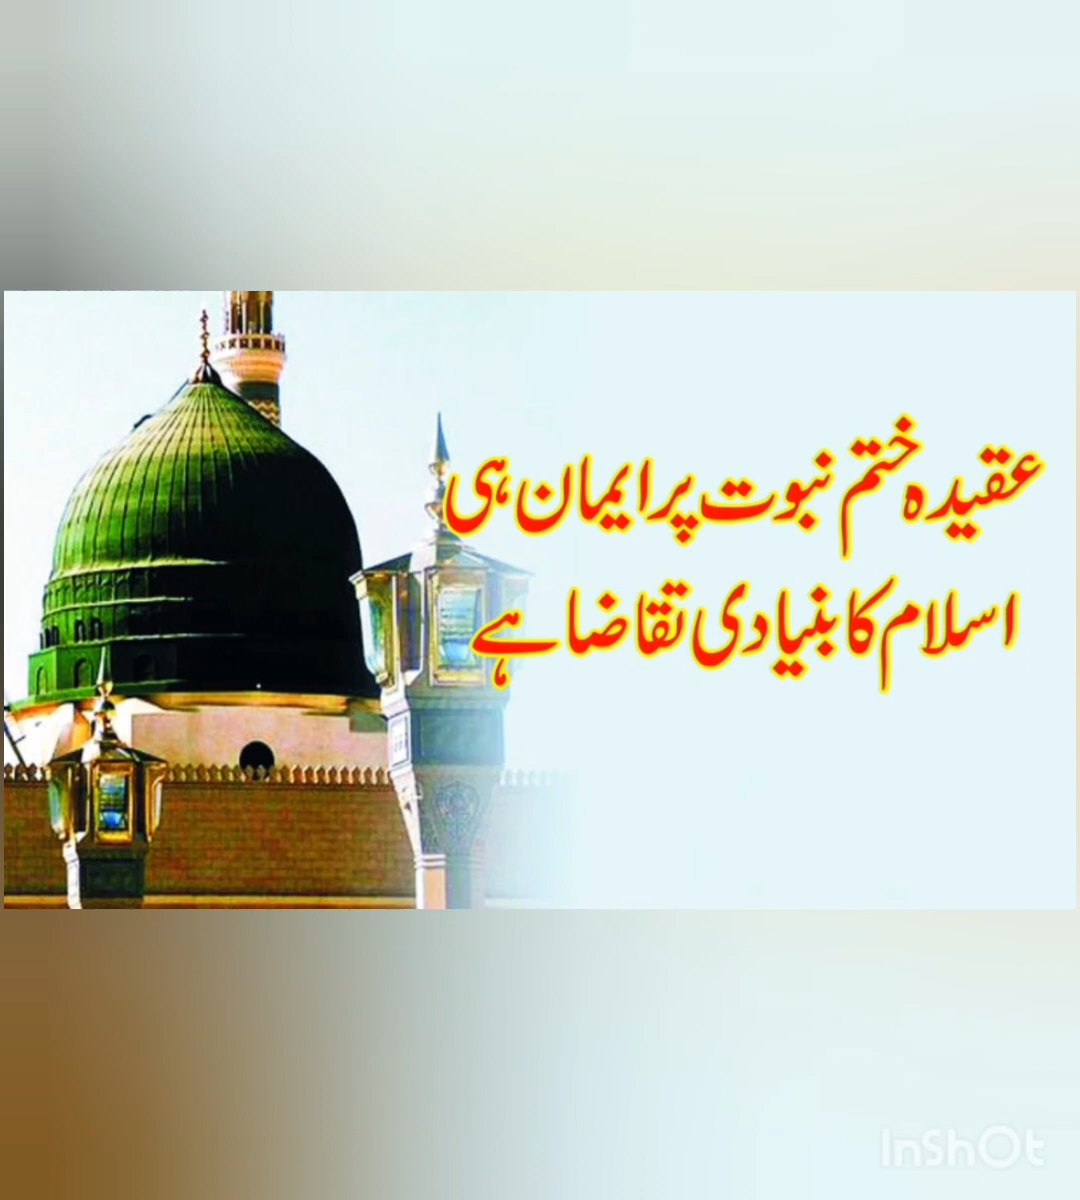 عقیدہ ختم نبوت پر ایمان ہی
اسلام کا بنیادی تقاضا ہے
InShOt